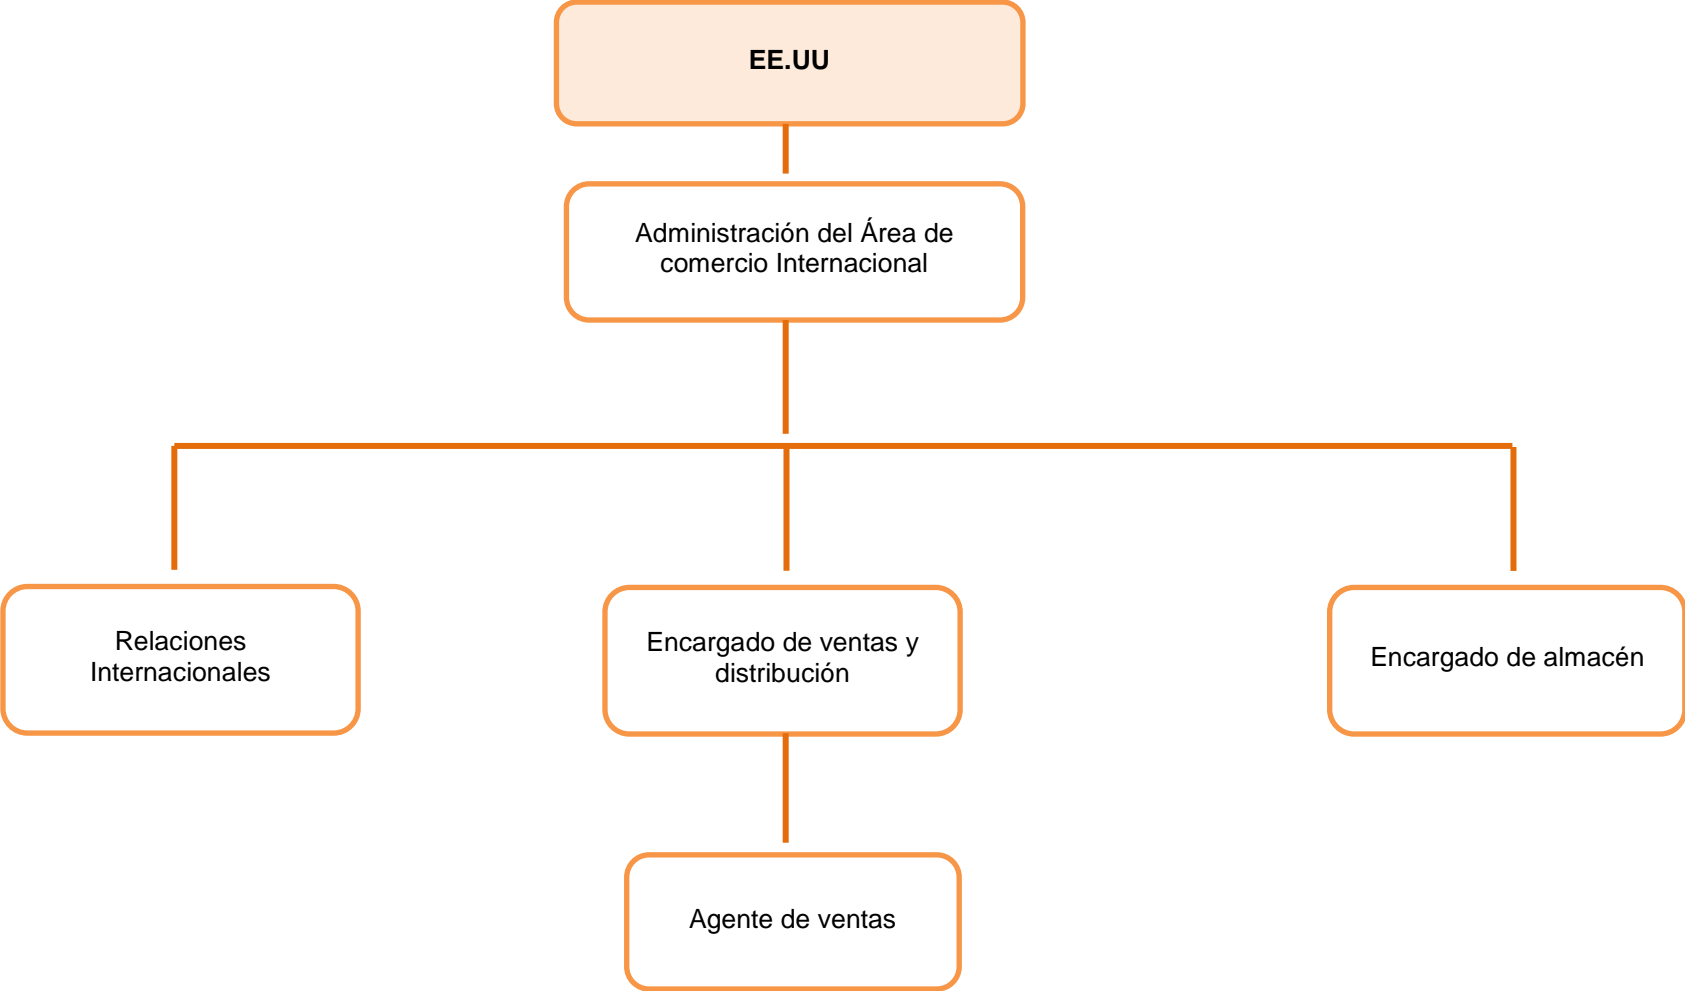 EE.UU
Administración del Área de
comercio Internacional
Relaciones
Internacionales
Encargado de ventas y
distribución
Encargado de almacén
Agente de ventas